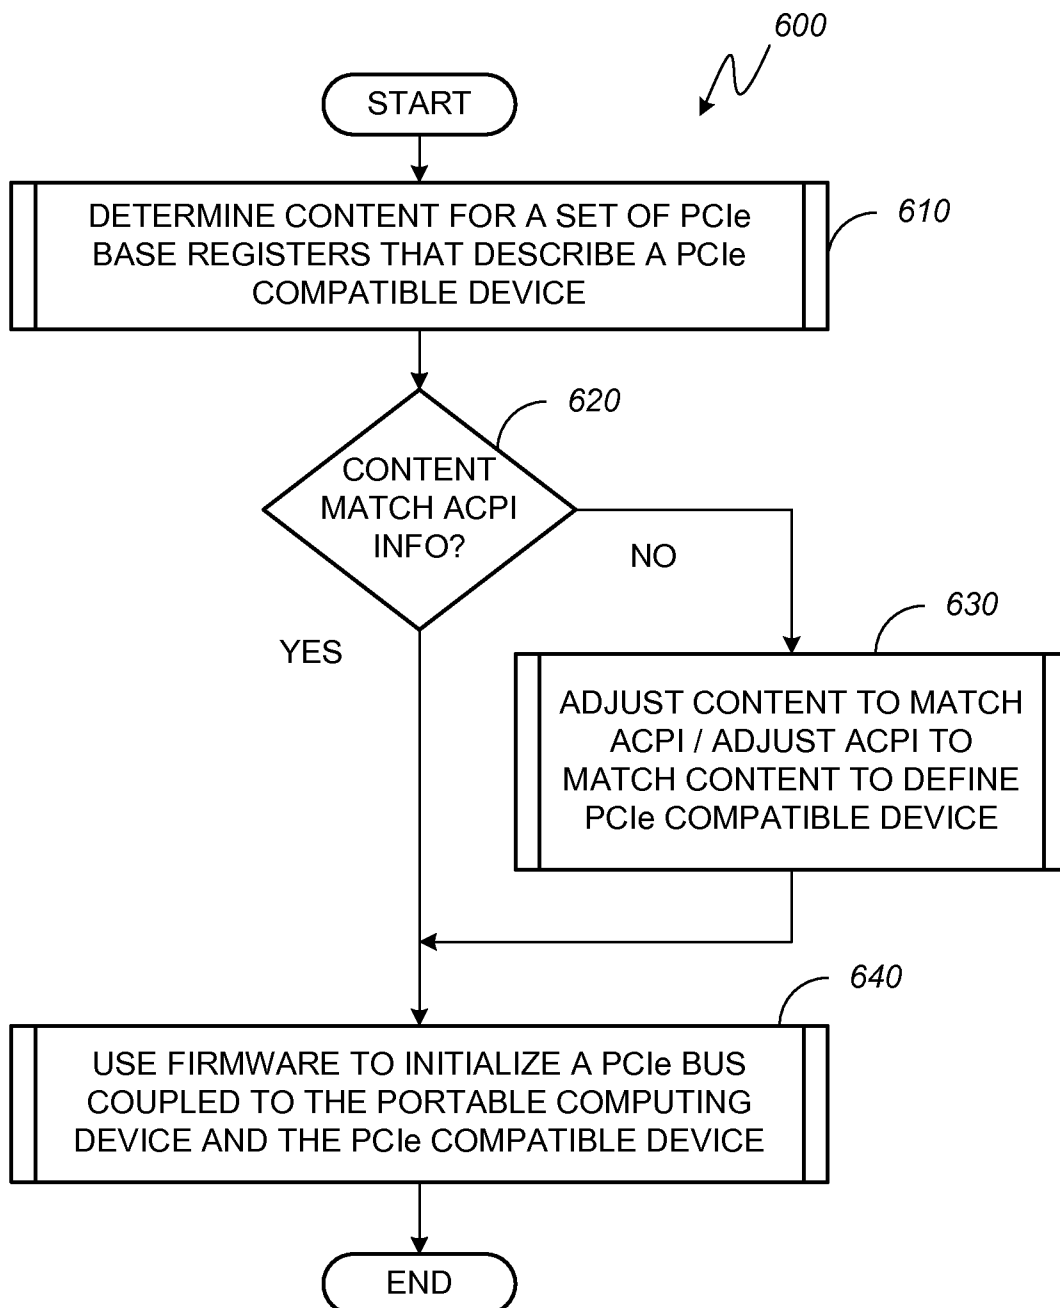 600
START
DETERMINE CONTENT FOR A SET OF PCIe
BASE REGISTERS THAT DESCRIBE A PCIe
COMPATIBLE DEVICE
610
620
CONTENT
MATCH ACPI
INFO?
NO
YES
630
ADJUST CONTENT TO MATCH
ACPI / ADJUST ACPI TO
MATCH CONTENT TO DEFINE
PCIe COMPATIBLE DEVICE
640
USE FIRMWARE TO INITIALIZE A PCIe BUS
COUPLED TO THE PORTABLE COMPUTING
DEVICE AND THE PCIe COMPATIBLE DEVICE
END